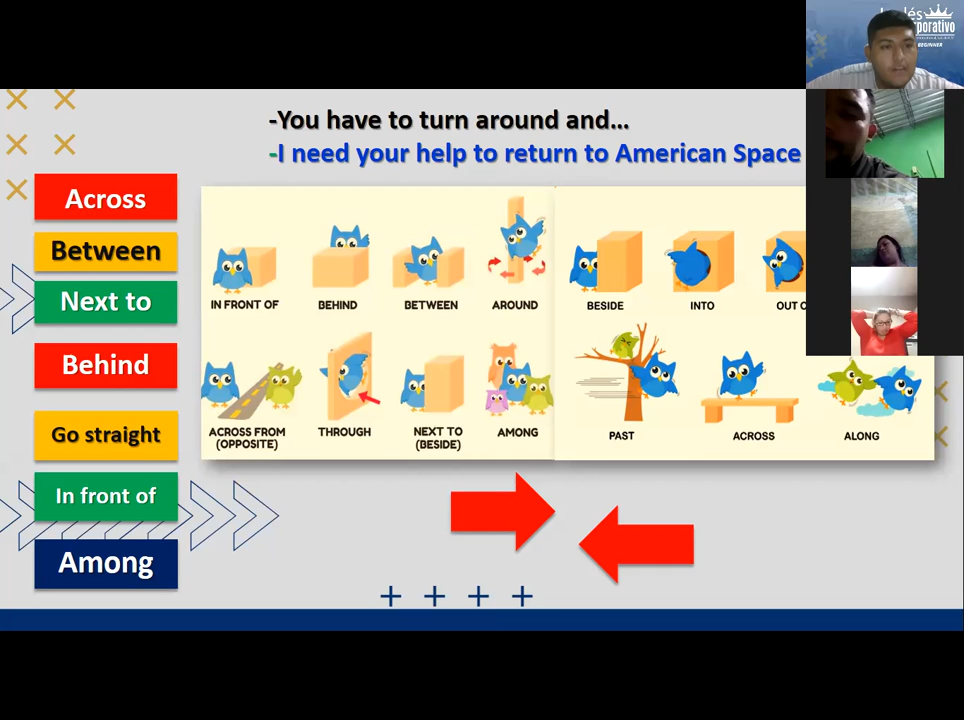 -You have to turn around and…
-I need your help to return to American Space
Across
Between
Next to
Behind
Go straight
In front of
Among
IN FRONT OF
BEHIND
BETWEEN
AROUND
BESIDE
INTO
OUT
ACROSS FROM
(OPPOSITE)
THROUGH
NEXT TO
(BESIDE)
AMONG
PAST
ACROSS
ALONG
BEGINNER